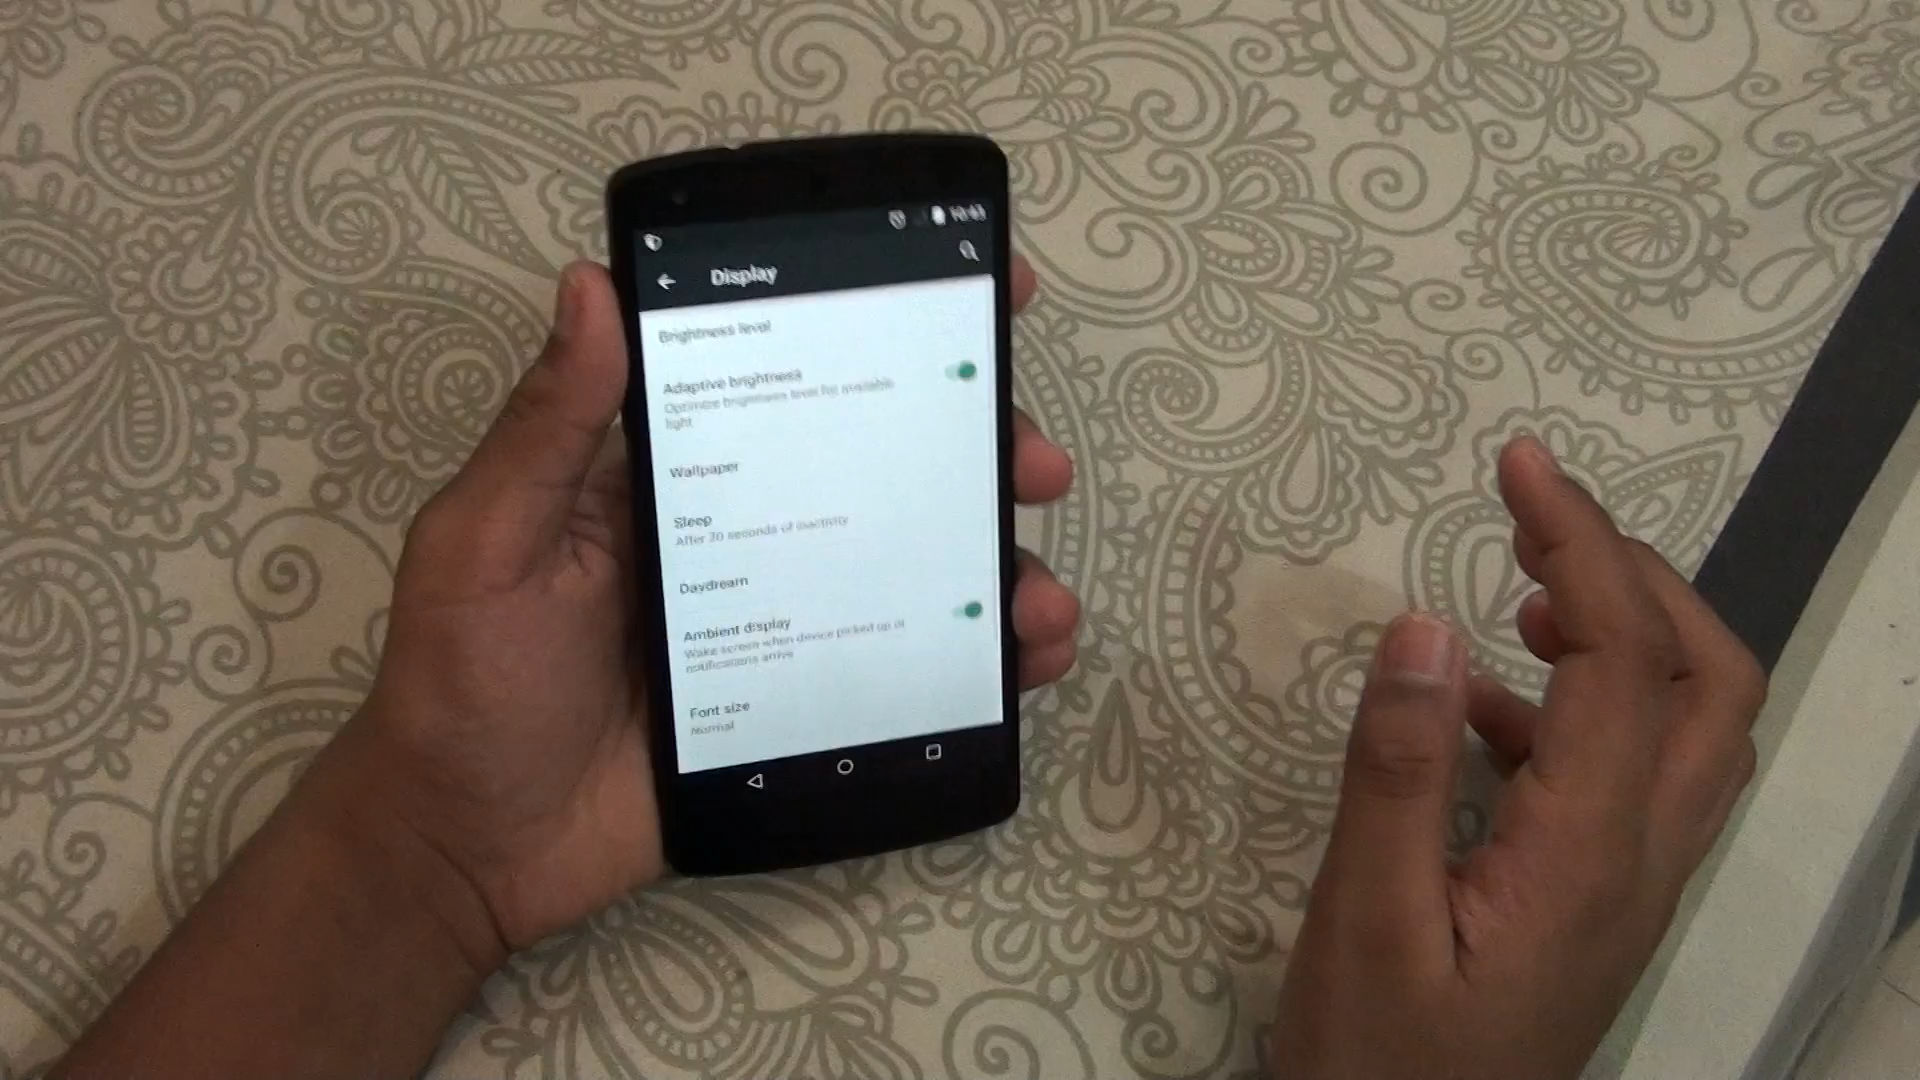 Display
Brightness level
Adaptive brightness
Optimize brightness level for available
light
Wallpaper
Sleep
After 30 seconds of inactivity
Daydream
Ambient display
Wake screen when device picked up or
notifications arrive
Font size
Normal